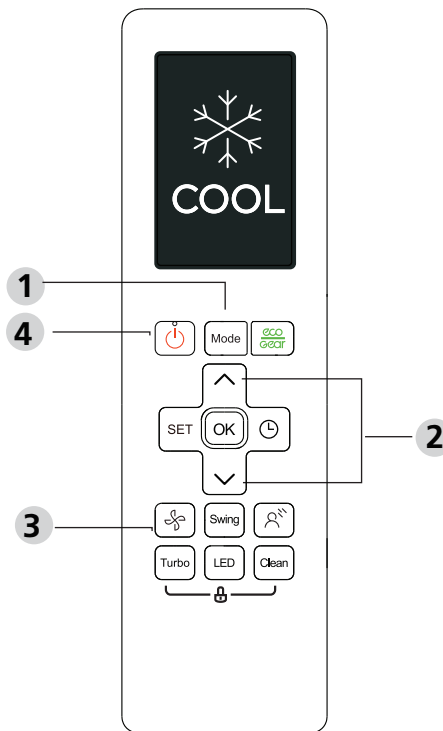 COOL
1
4
Mode
eco
Gear
SET
OK
2
3
Swing
Turbo
LED
Clean